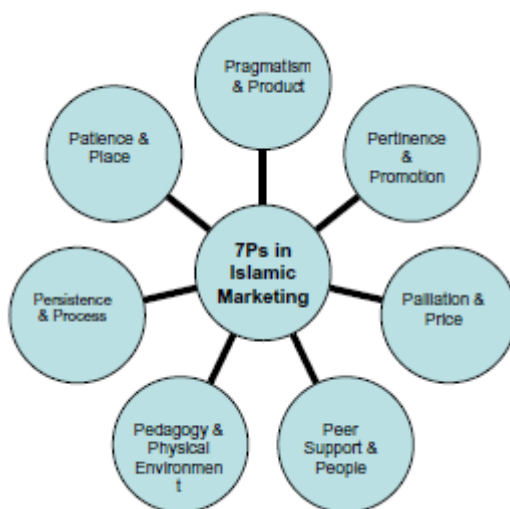 Pragmatism
& Product
Patience &
Place
Pertinence
&
Promotion
7Ps in
Islamic
Marketing
Persistence
& Process
Palliation &
Price
Pedagogy &
Physical
Environmen
t
Peer
Support &
People